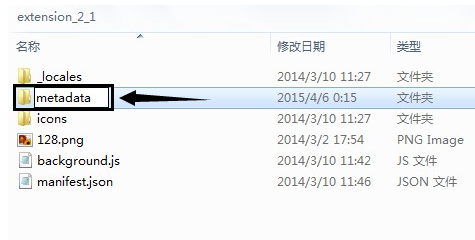 extension_2_1
名称 修改日期 类型
_locales 2014/3/10 11:27 文件夹
metadata 2015/4/6 0:15 文件夹
icons 2014/3/10 11:27 文件夹
128.png 2014/3/2 17:54 PNG Image
background.js 2014/3/10 11:42 JS 文件
manifest.json 2014/3/10 11:46 JSON 文件